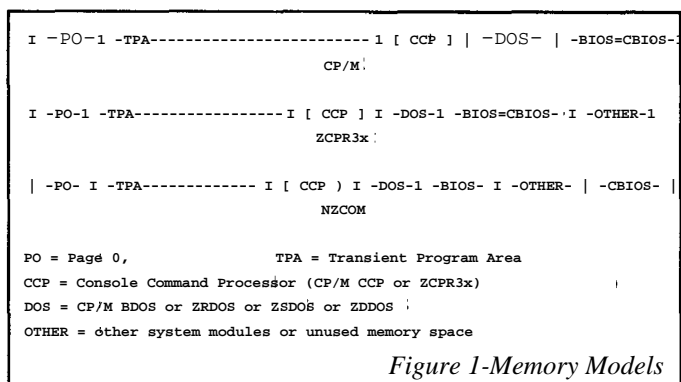 I -PO-1 -TPA------------------------ 1 [ CCP ] | -DOS- | -BIOS=CBIOS-1
CP/M
I -PO-1 -TPA---------------- I [ CCP ] I -DOS-1 -BIOS=CBIOS- I -OTHER-1
ZCPR3x
| -PO- I -TPA------------- I [ CCP ) I -DOS-1 -BIOS- I -OTHER- | -CBIOS- |
NZCOM
PO = Page 0, TPA = Transient Program Area
CCP = Console Command Processor (CP/M CCP or ZCPR3x)
DOS = CP/M BDOS or ZRDOS or ZSDOS or ZDDOS
OTHER = other system modules or unused memory space
Figure 1-Memory Models